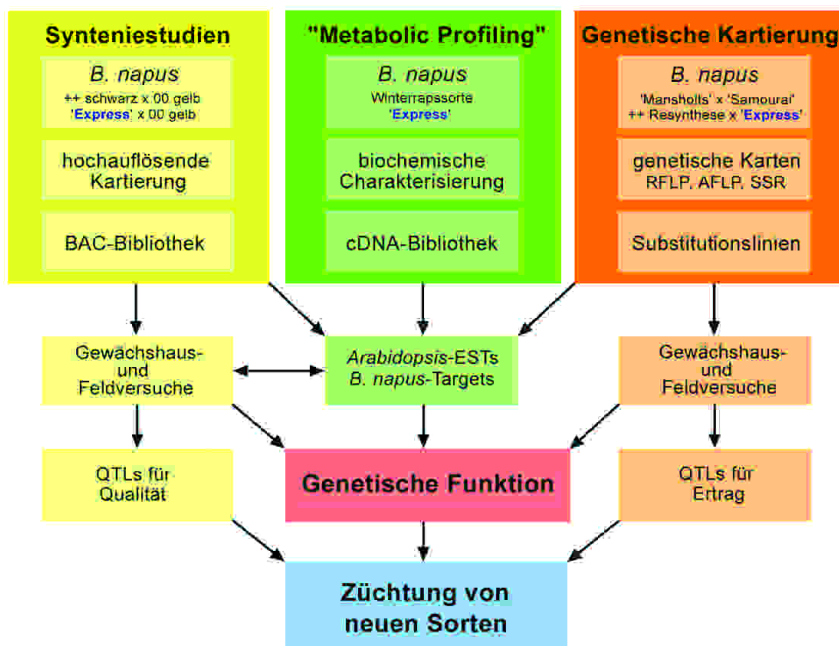 Synteniestudien
B. napus
++ schwarz x 00 gelb
'Express' x 00 gelb
hochauflösende
Kartierung
BAC-Bibliothek
"Metabolic Profiling"
B. napus
Winterrapssorte
'Express'
biochemische
Charakterisierung
cDNA-Bibliothek
Genetische Kartierung
B. napus
'Mansholts' x 'Samourai'
++ Resynthese x 'Express'
genetische Karten
RFLP, AFLP, SSR
Substitutionslinien
Gewächshaus-
und
Feldversuche
Arabidopsis-ESTs
B. napus-Targets
Gewächshaus-
und
Feldversuche
QTLs für
Qualität
Genetische Funktion
QTLs für
Ertrag
Züchtung von
neuen Sorten